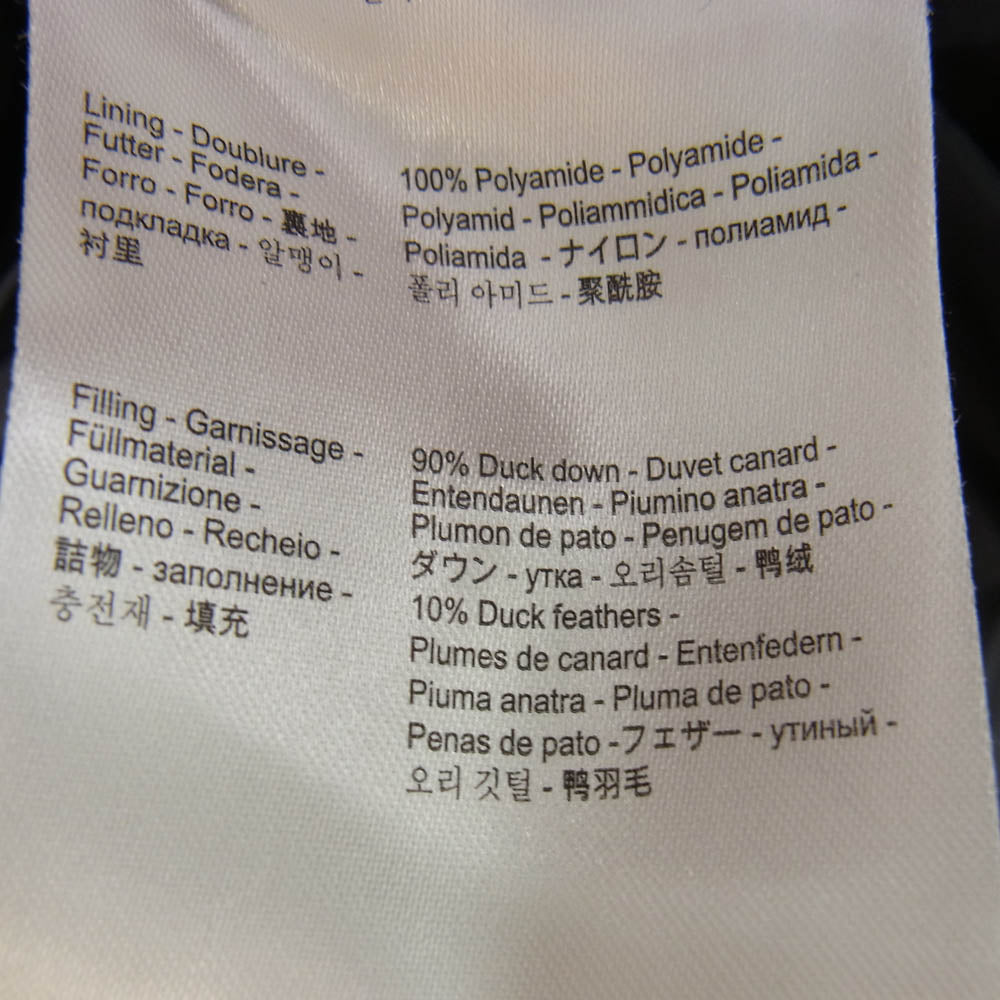 Lining - Doublure -
Futter - Fodera -
Forro - Forro - 裏地 -
подкладка - 알맹이 -
衬里
100% Polyamide - Polyamide -
Polyamid - Poliammidica - Poliamida -
Poliamida - ナイロン - полиамид -
폴리 아미드 - 聚酰胺
Filling - Garnissage -
Füllmaterial -
Guarnizione -
Relleno - Recheio -
詰物 - заполнение -
충전재 - 填充
90% Duck down - Duvet canard -
Entendaunen - Piumino anatra -
Plumon de pato - Penugem de pato -
ダウン - утка - 오리솜털 - 鸭绒
10% Duck feathers -
Plumes de canard - Entenfedern -
Piuma anatra - Pluma de pato -
Penas de pato -フェザー - утиный -
오리 깃털 - 鸭羽毛